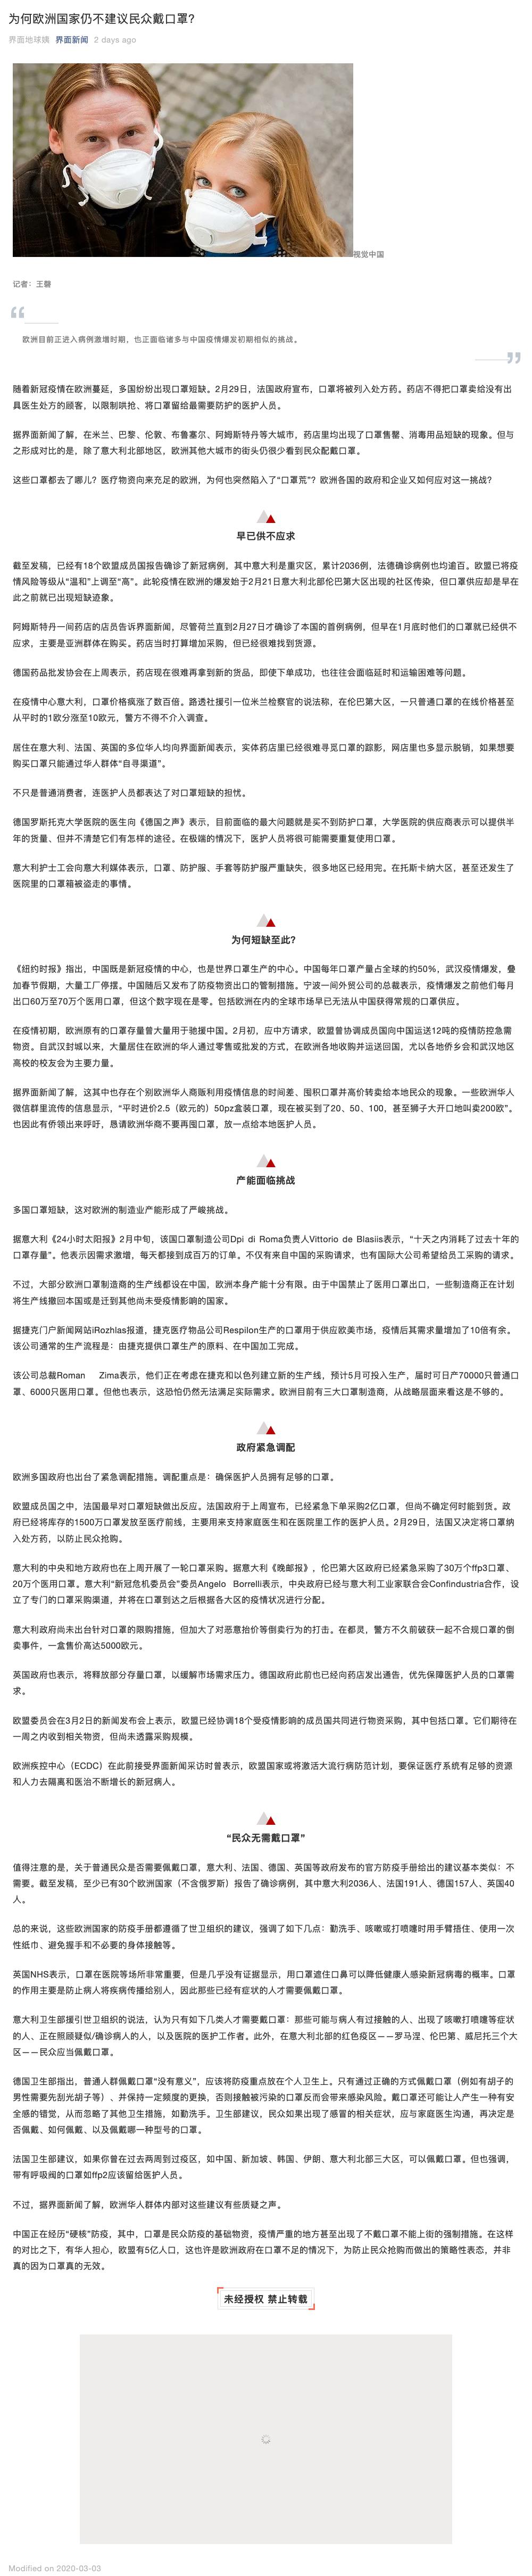 为何欧洲国家仍不建议民众戴口罩?
界面地球镇 界面新闻 2 days ago
视觉中国
记者：王磬
欧洲目前正进入病例激增时期，也正面临诸多与中国疫情爆发初期相似的挑战。
随着新冠疫情在欧洲蔓延，多国纷纷出现口罩短缺。2月29日，法国政府宣布，口罩将被列入处方药。药店不得把口罩卖给没有出
具医生处方的顾客，以限制哄抢、将口罩留给最需要防护的医护人员。
据界面新闻了解，在米兰、巴黎、伦敦、布鲁塞尔、阿姆斯特丹等大城市，药店里均出现了口罩售罄、消毒用品短缺的现象。但与
之形成对比的是，除了意大利北部地区，欧洲其他大城市的街头仍很少看到民众配戴口罩。
这些口罩都去了哪儿？医疗物资向来充足的欧洲，为何也突然陷入了“口罩荒”？欧洲各国的政府和企业又如何应对这一挑战？
早已供不应求
截至发稿，已经有18个欧盟成员国报告确诊了新冠病例，其中意大利是重灾区，累计2036例，法德确诊病例也均逾百。欧盟已将疫
情风险等级从“温和”上调至“高”。此轮疫情在欧洲的爆发始于2月21日意大利北部伦巴第大区出现的社区传染，但口罩供应却是早在
此之前就已出现短缺迹象。
阿姆斯特丹一间药店的店员告诉界面新闻，尽管荷兰直到2月27日才确诊了本国的首例病例，但早在1月底时他们的口罩就已经供不
应求，主要是亚洲群体在购买。药店当时打算增加采购，但已经很难找到货源。
德国药品批发协会在上周表示，药店现在很难再拿到新的货品，即使下单成功，也往往会面临延时和运输困难等问题。
在疫情中心意大利，口罩价格疯涨了数百倍。路透社援引一位米兰检察官的说法称，在伦巴第大区，一只普通口罩的在线价格甚至
从平时的1欧分涨至10欧元，警方不得不介入调查。
居住在意大利、法国、英国的多位华人均向界面新闻表示，实体药店里已经很难寻觅口罩的踪影，网店里也多显示脱销，如果想要
购买口罩只能通过华人群体“自寻渠道”。
不只是普通消费者，连医护人员都表达了对口罩短缺的担忧。
德国罗斯托克大学医院的医生向《德国之声》表示，目前面临的最大问题就是买不到防护口罩，大学医院的供应商表示可以提供半
年的货量、但并不清楚它们有怎样的途径。在极端的情况下，医护人员将很可能需要重复使用口罩。
意大利护士工会向意大利媒体表示，口罩、防护服、手套等防护服严重缺失，很多地区已经用完。在托斯卡纳大区，甚至还发生了
医院里的口罩箱被盗走的事情。
为何短缺至此?
《纽约时报》指出，中国既是新冠疫情的中心，也是世界口罩生产的中心。中国每年口罩产量占全球的约50%，武汉疫情爆发，叠
加春节假期，大量工厂停摆。中国随后又发布了防疫物资出口的管制措施。宁波一间外贸公司的总裁表示，疫情爆发之前他们每月
出口60万至70万个医用口罩，但这个数字现在是零。包括欧洲在内的全球市场早已无法从中国获得常规的口罩供应。
在疫情初期，欧洲原有的口罩存量曾大量用于驰援中国。2月初，应中方请求，欧盟曾协调成员国向中国运送12吨的疫情防控急需
物资。自武汉封城以来，大量居住在欧洲的华人通过零售或批发的方式，在欧洲各地收购并运送回国，尤以各地侨乡会和武汉地区
高校的校友会为主要力量。
据界面新闻了解，这其中也存在个别欧洲华人商贩利用疫情信息的时间差、囤积口罩并高价转卖给本地民众的现象。一些欧洲华人
微信群里流传的信息显示，“平时进价2.5（欧元的）50pz盒装口罩，现在被买到了20、50、100，甚至狮子大开口地叫卖200欧”。
也因此有侨领出来呼吁，恳请欧洲华商不要再囤口罩，放一点给本地医护人员。
产能面临挑战
多国口罩短缺，这对欧洲的制造业产能形成了严峻挑战。
据意大利《24小时太阳报》2月中旬，该国口罩制造公司Dpi di Roma负责人Vittorio de Blasiis表示，“十天之内消耗了过去十年的
口罩存量”。他表示因需求激增，每天都接到成百万的订单。不仅有来自中国的采购请求，也有国际大公司希望给员工采购的请求。
不过，大部分欧洲口罩制造商的生产线都设在中国，欧洲本身产能十分有限。由于中国禁止了医用口罩出口，一些制造商正在计划
将生产线撤回本国或是迁到其他尚未受疫情影响的国家。
据捷克门户新闻网站iRozhlas报道，捷克医疗物品公司Respilon生产的口罩用于供应欧美市场，疫情后其需求量增加了10倍有余。
该公司通常的生产流程是：由捷克提供口罩生产的原料、在中国加工完成。
该公司总裁Roman Zima表示，他们正在考虑在捷克和以色列建立新的生产线，预计5月可投入生产，届时可日产70000只普通口
罩、6000只医用口罩。但他也表示，这恐怕仍然无法满足实际需求。欧洲目前有三大口罩制造商，从战略层面来看这是不够的。
政府紧急调配
欧洲多国政府也出台了紧急调配措施。调配重点是：确保医护人员拥有足够的口罩。
欧盟成员国之中，法国最早对口罩短缺做出反应。法国政府于上周宣布，已经紧急下单采购2亿口罩，但尚不确定何时能到货。政
府已经将库存的1500万口罩发放至医疗前线，主要用来支持家庭医生和在医院里工作的医护人员。2月29日，法国又决定将口罩纳
入处方药，以防止民众抢购。
意大利的中央和地方政府也在上周开展了一轮口罩采购。据意大利《晚邮报》，伦巴第大区政府已经紧急采购了30万个ffp3口罩、
20万个医用口罩。意大利“新冠危机委员会”委员Angelo Borrelli表示，中央政府已经与意大利工业家联合会Confindustria合作，设
立了专门的口罩采购渠道，并将在口罩到达之后根据各大区的疫情状况进行分配。
意大利政府尚未出台针对口罩的限购措施，但加大了对恶意抬价等倒卖行为的打击。在都灵，警方不久前破获一起不合规口罩的倒
卖事件，一盒售价高达5000欧元。
英国政府也表示，将释放部分存量口罩，以缓解市场需求压力。德国政府此前也已经向药店发出通告，优先保障医护人员的口罩需
求。
欧盟委员会在3月2日的新闻发布会上表示，欧盟已经协调18个受疫情影响的成员国共同进行物资采购，其中包括口罩。它们期待在
一周之内收到相关物资，但尚未透露采购规模。
欧洲疾控中心（ECDC）在此前接受界面新闻采访时曾表示，欧盟国家或将激活大流行病防范计划，要保证医疗系统有足够的资源
和人力去隔离和医治不断增长的新冠病人。
“民众无需戴口罩”
值得注意的是，关于普通民众是否需要佩戴口罩，意大利、法国、德国、英国等政府发布的官方防疫手册给出的建议基本类似：不
需要。截至发稿，至少已有30个欧洲国家（不含俄罗斯）报告了确诊病例，其中意大利2036人、法国191人、德国157人、英国40
人。
总的来说，这些欧洲国家的防疫手册都遵循了世卫组织的建议，强调了如下几点：勤洗手、咳嗽或打喷嚏时用手臂捂住、使用一次
性纸巾、避免握手和不必要的身体接触等。
英国NHS表示，口罩在医院等场所非常重要，但是几乎没有证据显示，用口罩遮住口鼻可以降低健康人感染新冠病毒的概率。口罩
的作用主要是防止病人将疾病传播给别人，因此那些已经有症状的人才需要佩戴口罩。
意大利卫生部援引世卫组织的说法，认为只有如下几类人才需要戴口罩：那些可能与病人有过接触的人、出现了咳嗽打喷嚏等症状
的人、正在照顾疑似/确诊病人的人，以及医院的医护工作者。此外，在意大利北部的红色疫区——罗马涅、伦巴第、威尼托三个大
区——民众应当佩戴口罩。
德国卫生部指出，普通人群佩戴口罩“没有意义”，应该将防疫重点放在个人卫生上。只有通过正确的方式佩戴口罩（例如有胡子的
男性需要先刮光胡子等）、并保持一定频度的更换，否则接触被污染的口罩反而会带来感染风险。戴口罩还可能让人产生一种有安
全感的错觉，从而忽略了其他卫生措施，如勤洗手。卫生部建议，民众如果出现了感冒的相关症状，应与家庭医生沟通，再决定是
否佩戴、如何佩戴、以及佩戴哪一种型号的口罩。
法国卫生部建议，如果你曾在过去两周到过疫区，如中国、新加坡、韩国、伊朗、意大利北部三大区，可以佩戴口罩。但也强调，
带有呼吸阀的口罩如ffp2应该留给医护人员。
不过，据界面新闻了解，欧洲华人群体内部对这些建议有些质疑之声。
中国正在经历“硬核”防疫，其中，口罩是民众防疫的基础物资，疫情严重的地方甚至出现了不戴口罩不能上街的强制措施。在这样
的对比之下，有华人担心，欧盟有5亿人口，这也许是欧洲政府在口罩不足的情况下，为防止民众抢购而做出的策略性表态，并非
真的因为口罩真的无效。
未经授权 禁止转载
Modified on 2020-03-03